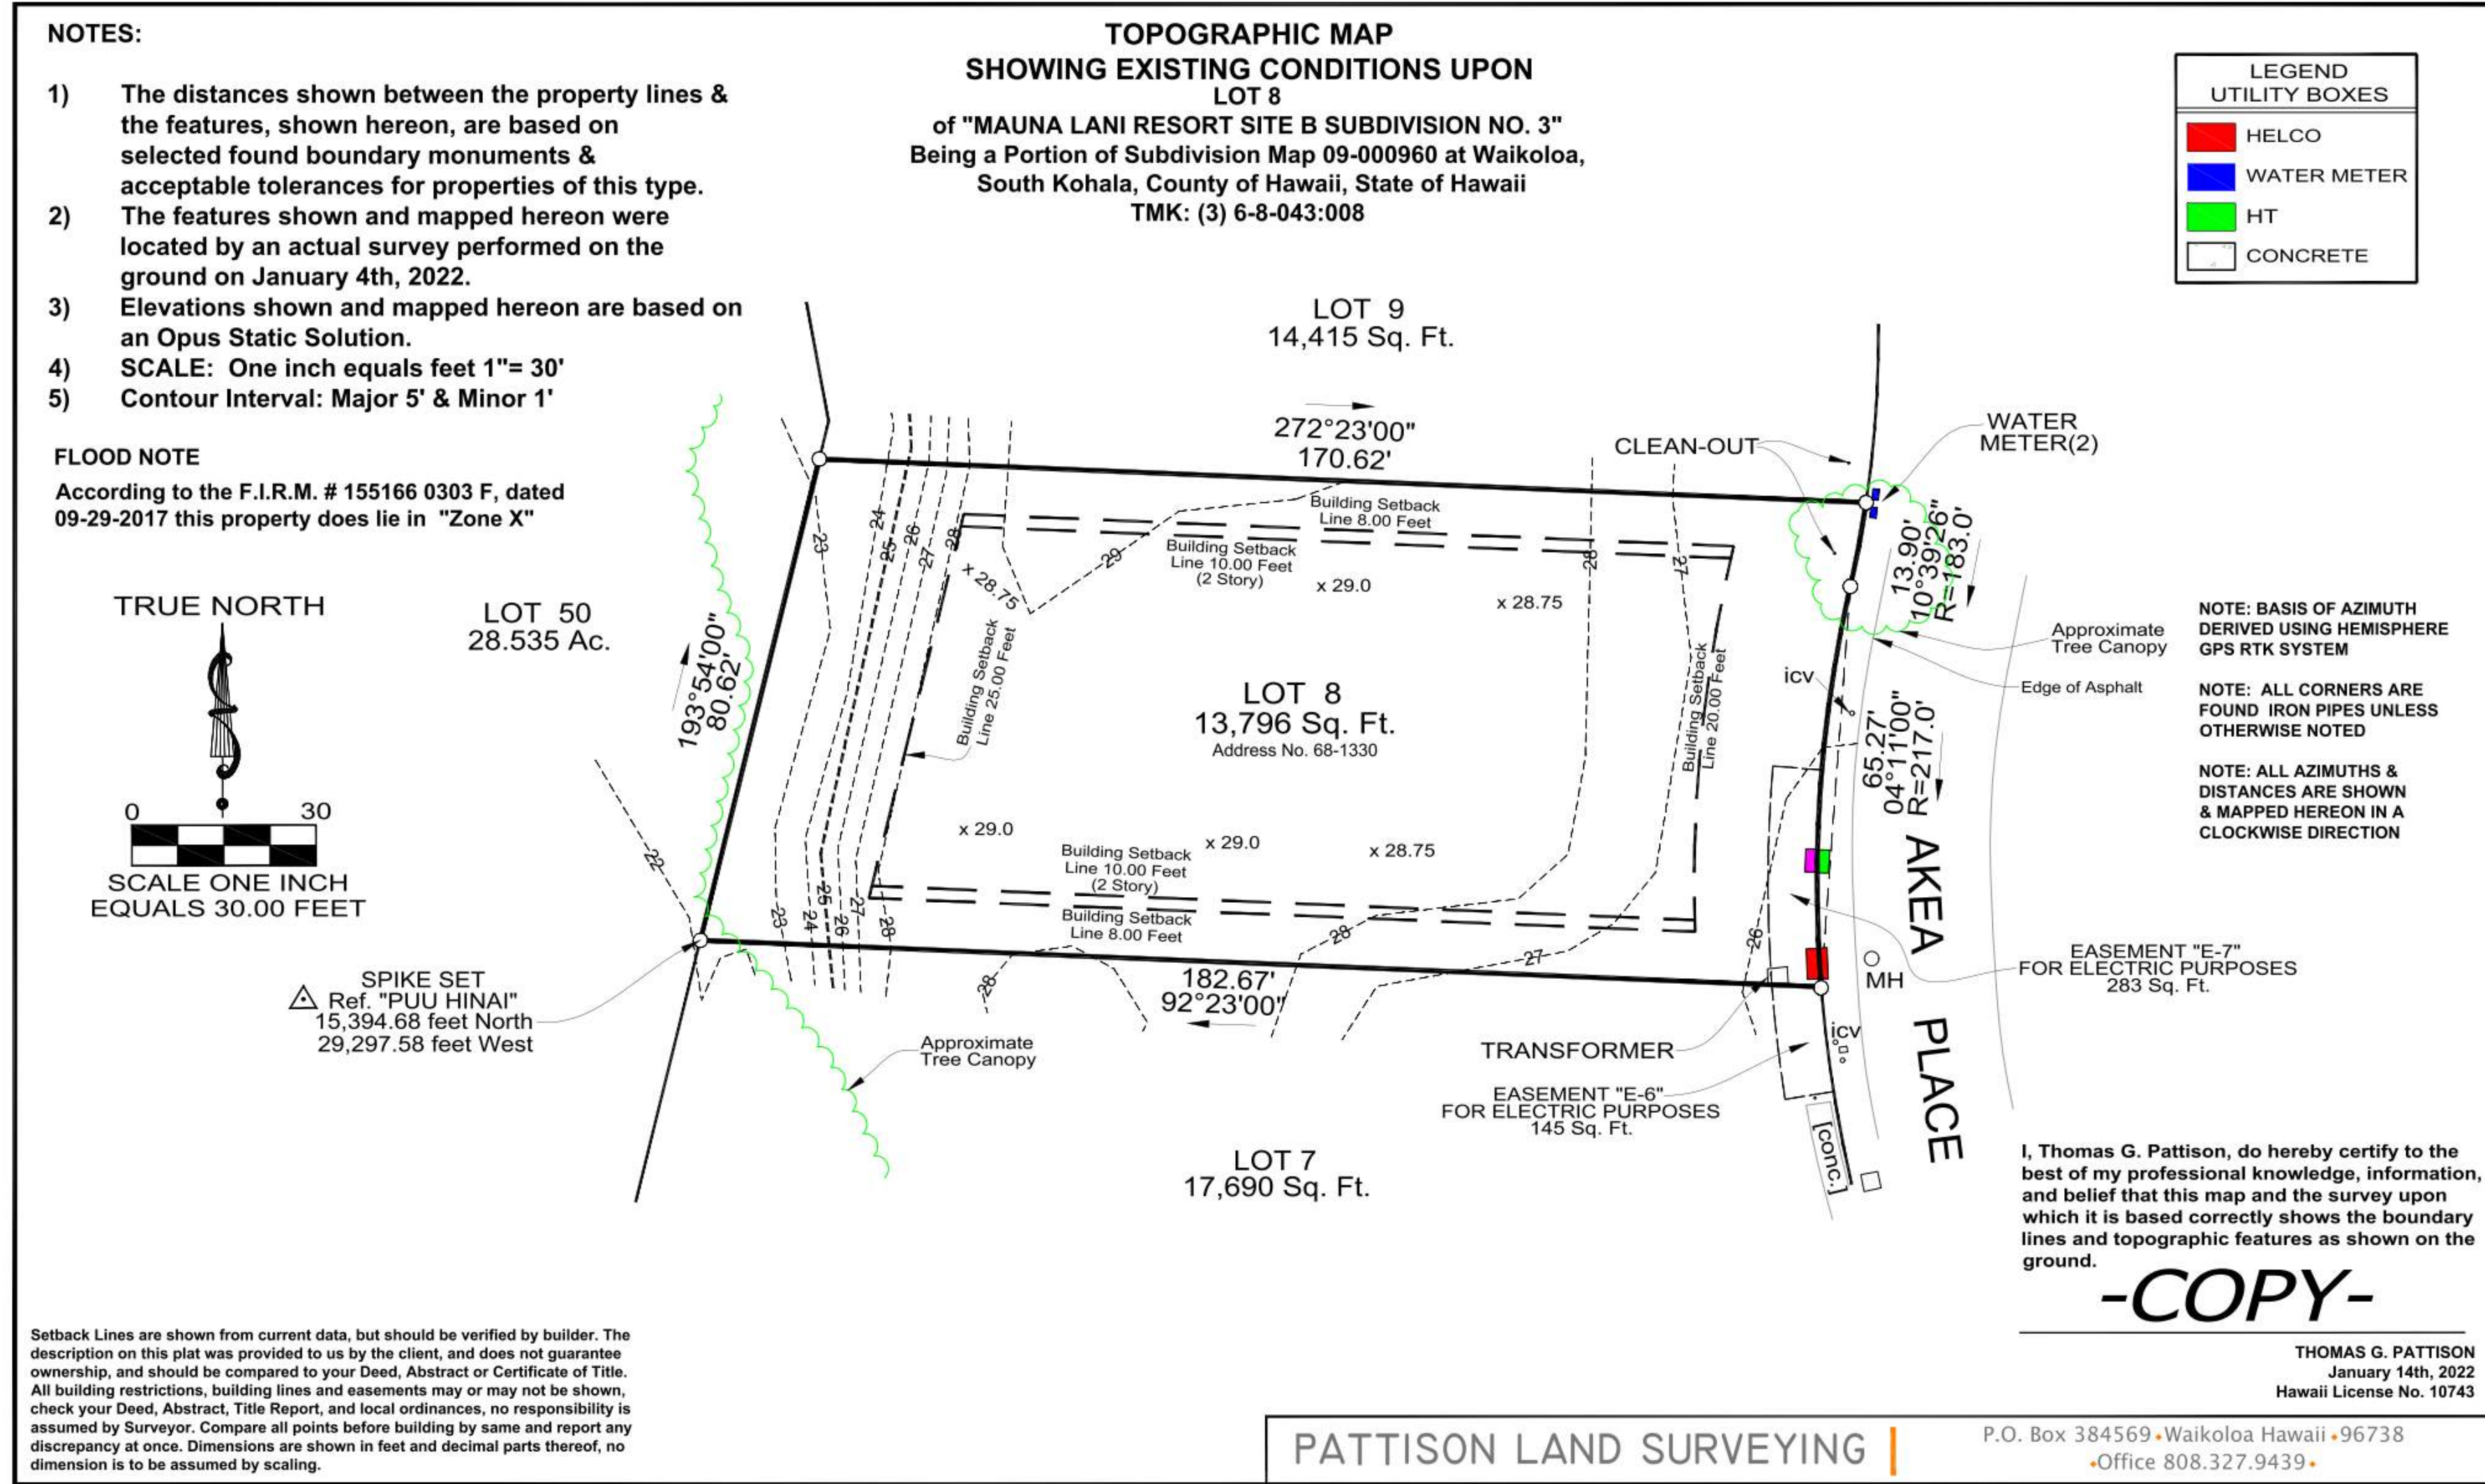 NOTES:
1) The distances shown between the property lines &
the features, shown hereon, are based on
selected found boundary monuments &
acceptable tolerances for properties of this type.
2) The features shown and mapped hereon were
located by an actual survey performed on the
ground on January 4th, 2022.
3) Elevations shown and mapped hereon are based on
an Opus Static Solution.
4) SCALE: One inch equals feet 1"= 30'
5) Contour Interval: Major 5' & Minor 1'
FLOOD NOTE
According to the F.I.R.M. # 155166 0303 F, dated
09-29-2017 this property does lie in "Zone X"
TOPOGRAPHIC MAP
SHOWING EXISTING CONDITIONS UPON
LOT 8
of "MAUNA LANI RESORT SITE B SUBDIVISION NO. 3"
Being a Portion of Subdivision Map 09-000960 at Waikoloa,
South Kohala, County of Hawaii, State of Hawaii
TMK: (3) 6-8-043:008
LEGEND
UTILITY BOXES
HELCO
WATER METER
HT
CONCRETE
LOT 9
14,415 Sq. Ft.
272°23'00"
170.62'
CLEAN-OUT
WATER
METER(2)
Building Setback
Line 8.00 Feet
Building Setback
Line 10.00 Feet
(2 Story)
23
24
25
26
27
28
29
28
27
x 28.75
x 29.0
x 28.75
13.90'
10°39'26"
R=183.0'
TRUE NORTH
LOT 50
28.535 Ac.
193°54'00"
80.62'
Building Setback
Line 25.00 Feet
LOT 8
13,796 Sq. Ft.
Address No. 68-1330
Building Setback
Line 20.00 Feet
icv
65.27'
04°11'00"
R=217.0'
Approximate
Tree Canopy
Edge of Asphalt
NOTE: BASIS OF AZIMUTH
DERIVED USING HEMISPHERE
GPS RTK SYSTEM
NOTE: ALL CORNERS ARE
FOUND IRON PIPES UNLESS
OTHERWISE NOTED
NOTE: ALL AZIMUTHS &
DISTANCES ARE SHOWN
& MAPPED HEREON IN A
CLOCKWISE DIRECTION
0 30
SCALE ONE INCH
EQUALS 30.00 FEET
22
x 29.0
x 29.0
x 28.75
Building Setback
Line 10.00 Feet
(2 Story)
Building Setback
Line 8.00 Feet
23
24
25
26
27
28
28
28
27
26
182.67'
92°23'00"
SPIKE SET
Ref. "PUU HINAI"
15,394.68 feet North
29,297.58 feet West
Approximate
Tree Canopy
AKEA PLACE
MH
EASEMENT "E-7"
FOR ELECTRIC PURPOSES
283 Sq. Ft.
TRANSFORMER
icv
EASEMENT "E-6"
FOR ELECTRIC PURPOSES
145 Sq. Ft.
[conc.]
LOT 7
17,690 Sq. Ft.
I, Thomas G. Pattison, do hereby certify to the
best of my professional knowledge, information,
and belief that this map and the survey upon
which it is based correctly shows the boundary
lines and topographic features as shown on the
ground.
-COPY-
THOMAS G. PATTISON
January 14th, 2022
Hawaii License No. 10743
Setback Lines are shown from current data, but should be verified by builder. The
description on this plat was provided to us by the client, and does not guarantee
ownership, and should be compared to your Deed, Abstract or Certificate of Title.
All building restrictions, building lines and easements may or may not be shown,
check your Deed, Abstract, Title Report, and local ordinances, no responsibility is
assumed by Surveyor. Compare all points before building by same and report any
discrepancy at once. Dimensions are shown in feet and decimal parts thereof, no
dimension is to be assumed by scaling.
PATTISON LAND SURVEYING
P.O. Box 384569•Waikoloa Hawaii•96738
•Office 808.327.9439•